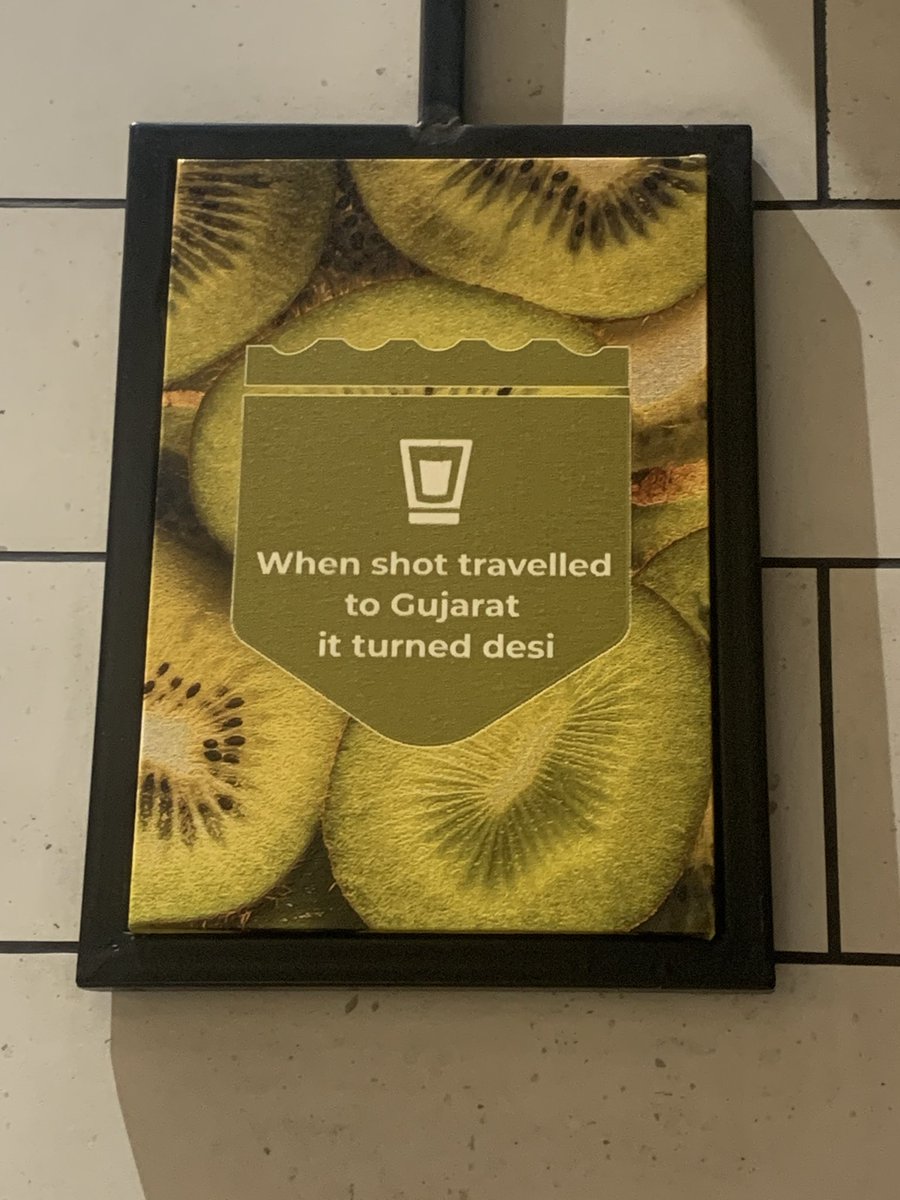 When shot travelled
to Gujarat
it turned desi